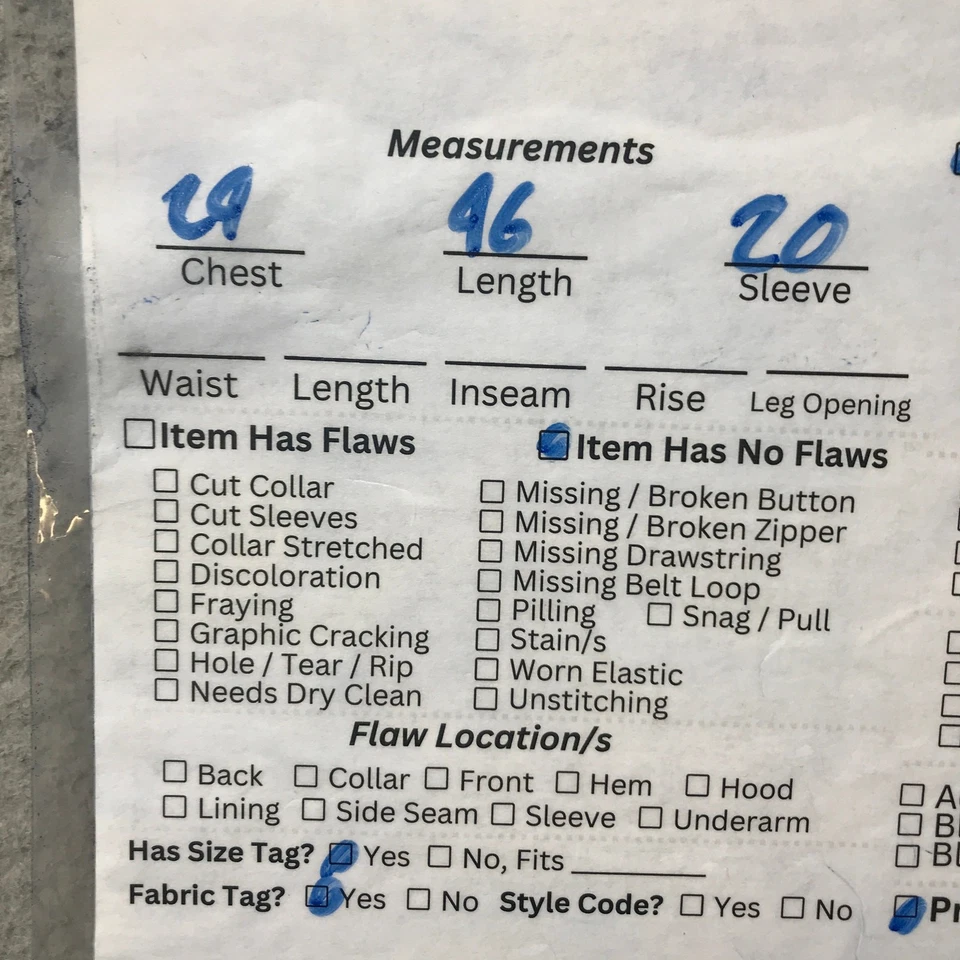 Measurements
29 46 20
Chest Length Sleeve
Waist Length Inseam Rise Leg Opening
Item Has Flaws Item Has No Flaws
Cut Collar Missing / Broken Button
Cut Sleeves Missing / Broken Zipper
Collar Stretched Missing Drawstring
Discoloration Missing Belt Loop
Fraying Pilling Snag / Pull
Graphic Cracking Stain/s
Hole / Tear / Rip Worn Elastic
Needs Dry Clean Unstitching
Flaw Location/s
Back Collar Front Hem Hood
Lining Side Seam Sleeve Underarm
Has Size Tag? Yes No, Fits
Fabric Tag? Yes No Style Code? Yes No